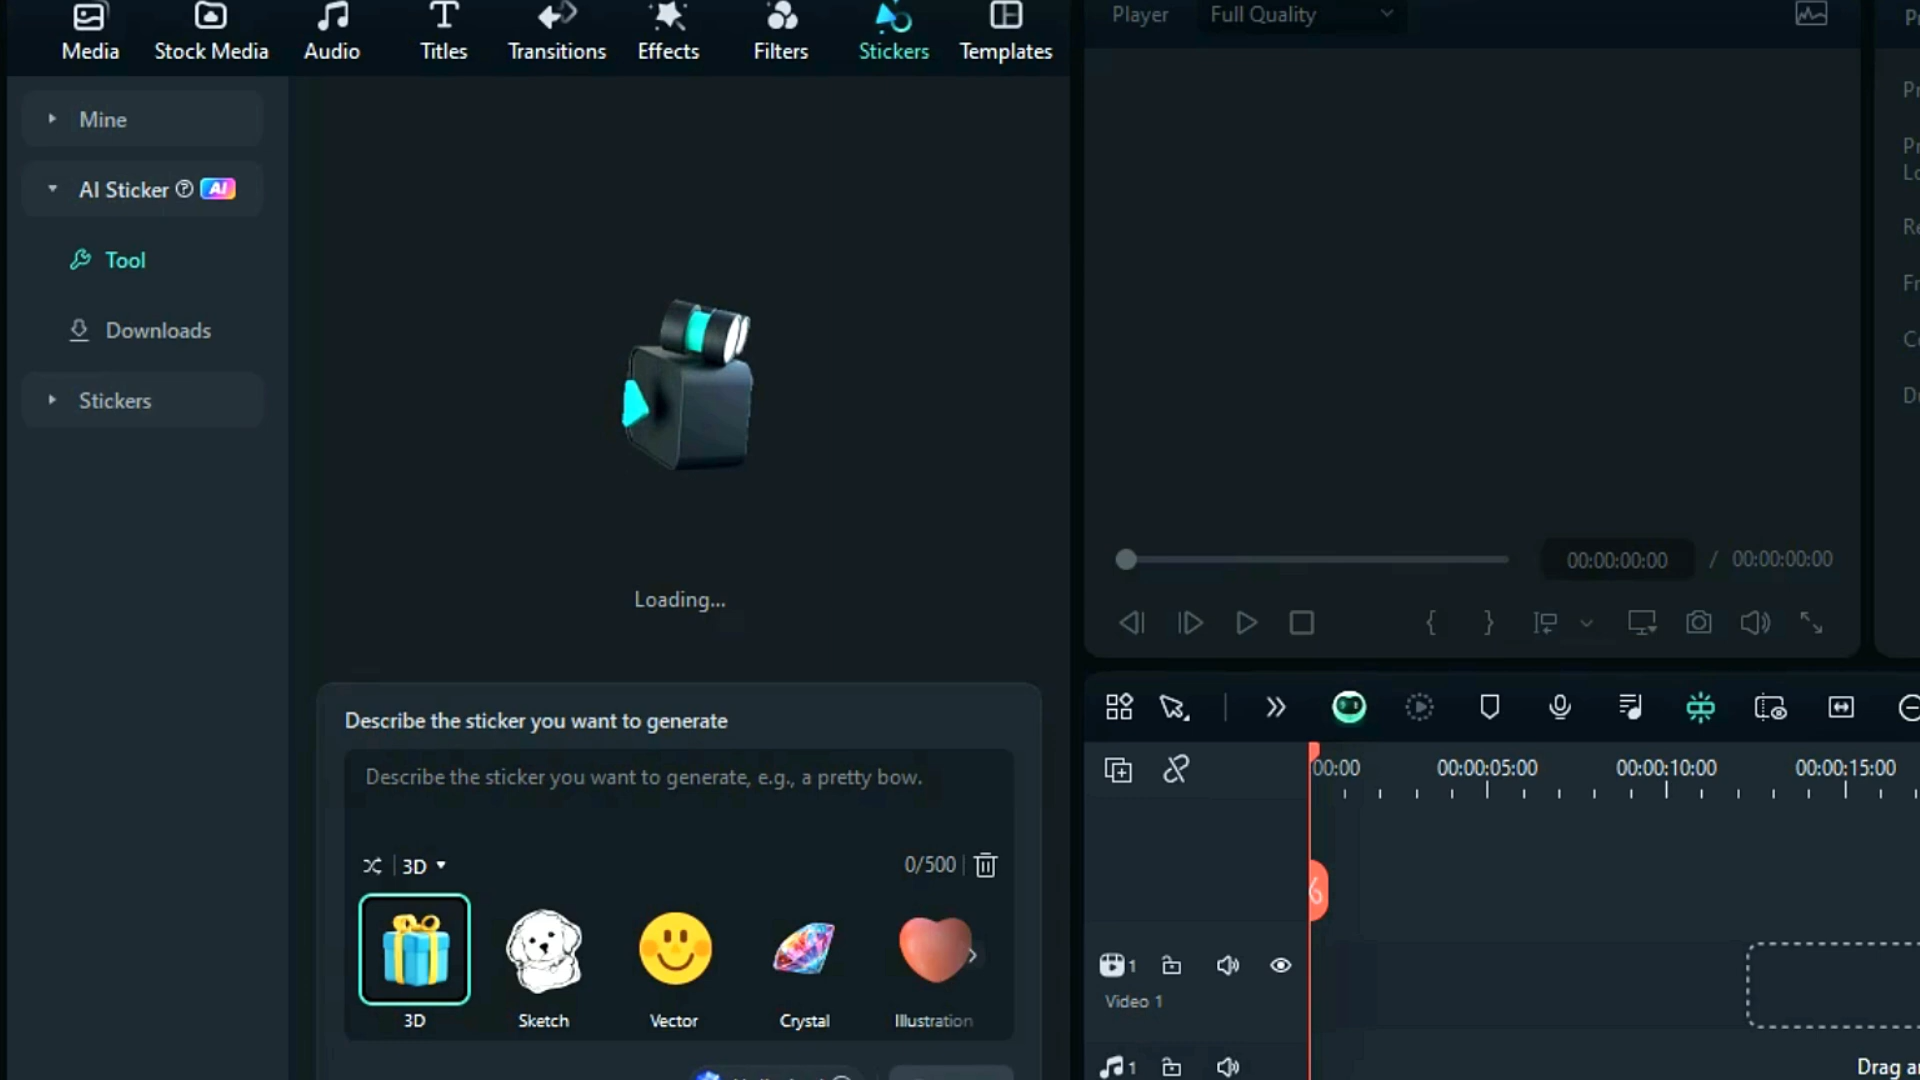 Media
Stock Media
Audio
Titles
Transitions
Effects
Filters
Stickers
Templates
Player
Full Quality
Mine
AI Sticker
AI
Tool
Downloads
Stickers
Loading...
00:00:00:00 / 00:00:00:00
Describe the sticker you want to generate
Describe the sticker you want to generate, e.g., a pretty bow.
3D
0/500
3D
Sketch
Vector
Crystal
Illustration
00:00
00:00:05:00
00:00:10:00
00:00:15:00
1
Video 1
1